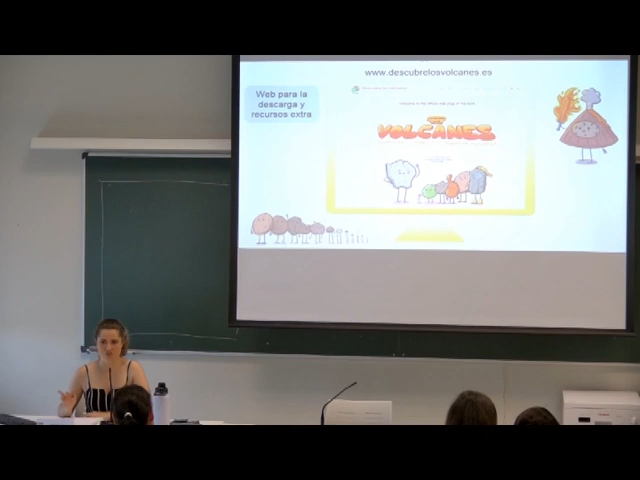 www.descubrelosvolcanes.es
Web para la
descarga y
recursos extra
VOLCANES